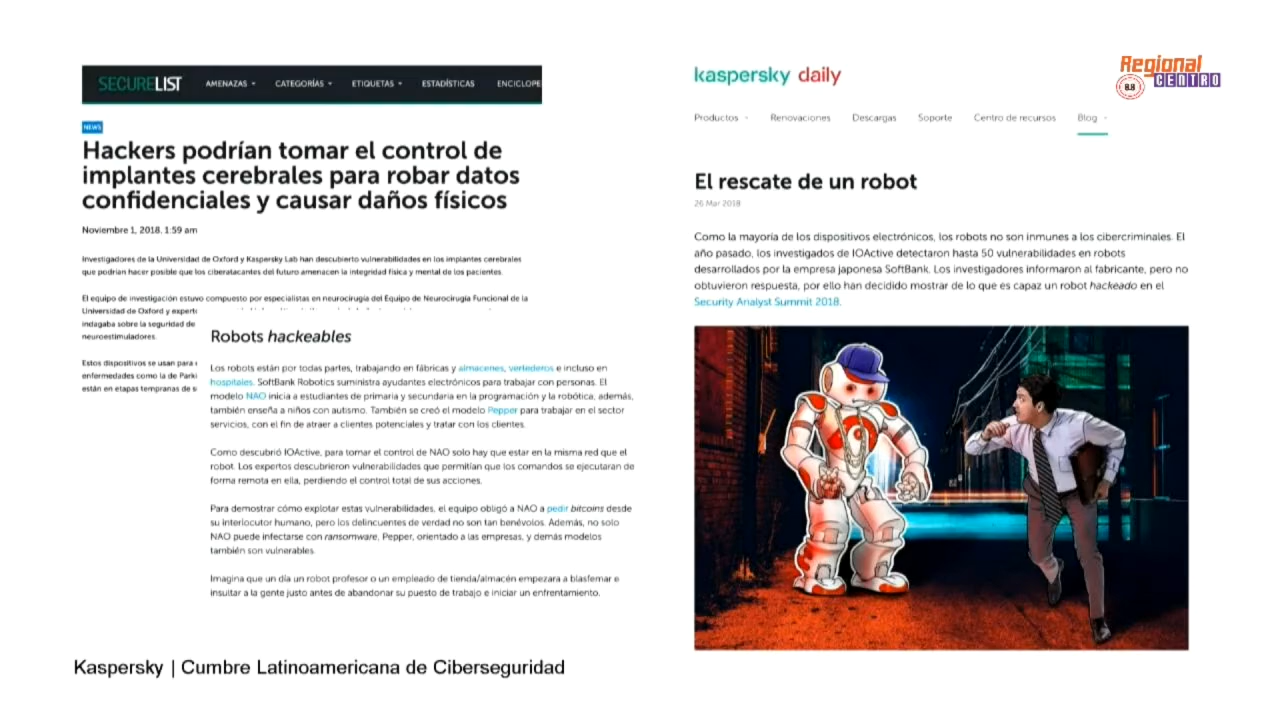 SECURELIST
AMENAZAS
CATEGORÍAS
ETIQUETAS
ESTADÍSTICAS
ENCICLOPE
NEWS
Hackers podrían tomar el control de
implantes cerebrales para robar datos
confidenciales y causar daños físicos
Noviembre 1, 2018. 1:59 am
Investigadores de la Universidad de Oxford y Kaspersky Lab han descubierto vulnerabilidades en los implantes cerebrales
que podrían hacer posible que los ciberatacantes del futuro amenacen la integridad física y mental de los pacientes.
El equipo de investigación estuvo compuesto por especialistas en neurocirugía del Equipo de Neurocirugía Funcional de la
Universidad de Oxford y
indagaba sobre la seguridad de
neuroestimuladores.
Estos dispositivos se usan para
enfermedades como la de
están en etapas tempranas de
Robots hackeables
Los robots están por todas partes, trabajando en fábricas y almacenes, vertederos e incluso en
hospitales. SoftBank Robotics suministra ayudantes electrónicos para trabajar con personas. El
modelo NAO inicia a estudiantes de primaria y secundaria en la programación y la robótica, además,
también enseña a niños con autismo. También se creó el modelo Pepper para trabajar en el sector
servicios, con el fin de atraer a clientes potenciales y tratar con los clientes.
Como descubrió IOActive, para tomar el control de NAO solo hay que estar en la misma red que el
robot. Los expertos descubrieron vulnerabilidades que permitían que los comandos se ejecutaran de
forma remota en ella, perdiendo el control total de sus acciones.
Para demostrar cómo explotar estas vulnerabilidades, el equipo obligó a NAO a pedir bitcoins desde
su interlocutor humano, pero los delincuentes de verdad no son tan benévolos. Además, no solo
NAO puede infectarse con ransomware, Pepper, orientado a las empresas, y demás modelos
también son vulnerables.
Imagina que un día un robot profesor o un empleado de tienda/almacén empezara a blasfemar e
insultar a la gente justo antes de abandonar su puesto de trabajo e iniciar un enfrentamiento.
Kaspersky | Cumbre Latinoamericana de Ciberseguridad
kaspersky daily
Productos
Renovaciones
Descargas
Soporte
Centro de recursos
Blog
El rescate de un robot
26 Mar 2018
Como la mayoría de los dispositivos electrónicos, los robots no son inmunes a los cibercriminales. El
año pasado, los investigados de IOActive detectaron hasta 50 vulnerabilidades en robots
desarrollados por la empresa japonesa SoftBank. Los investigadores informaron al fabricante, pero no
obtuvieron respuesta, por ello han decidido mostrar de lo que es capaz un robot hackeado en el
Security Analyst Summit 2018.
Regional
8.8
CENTRO